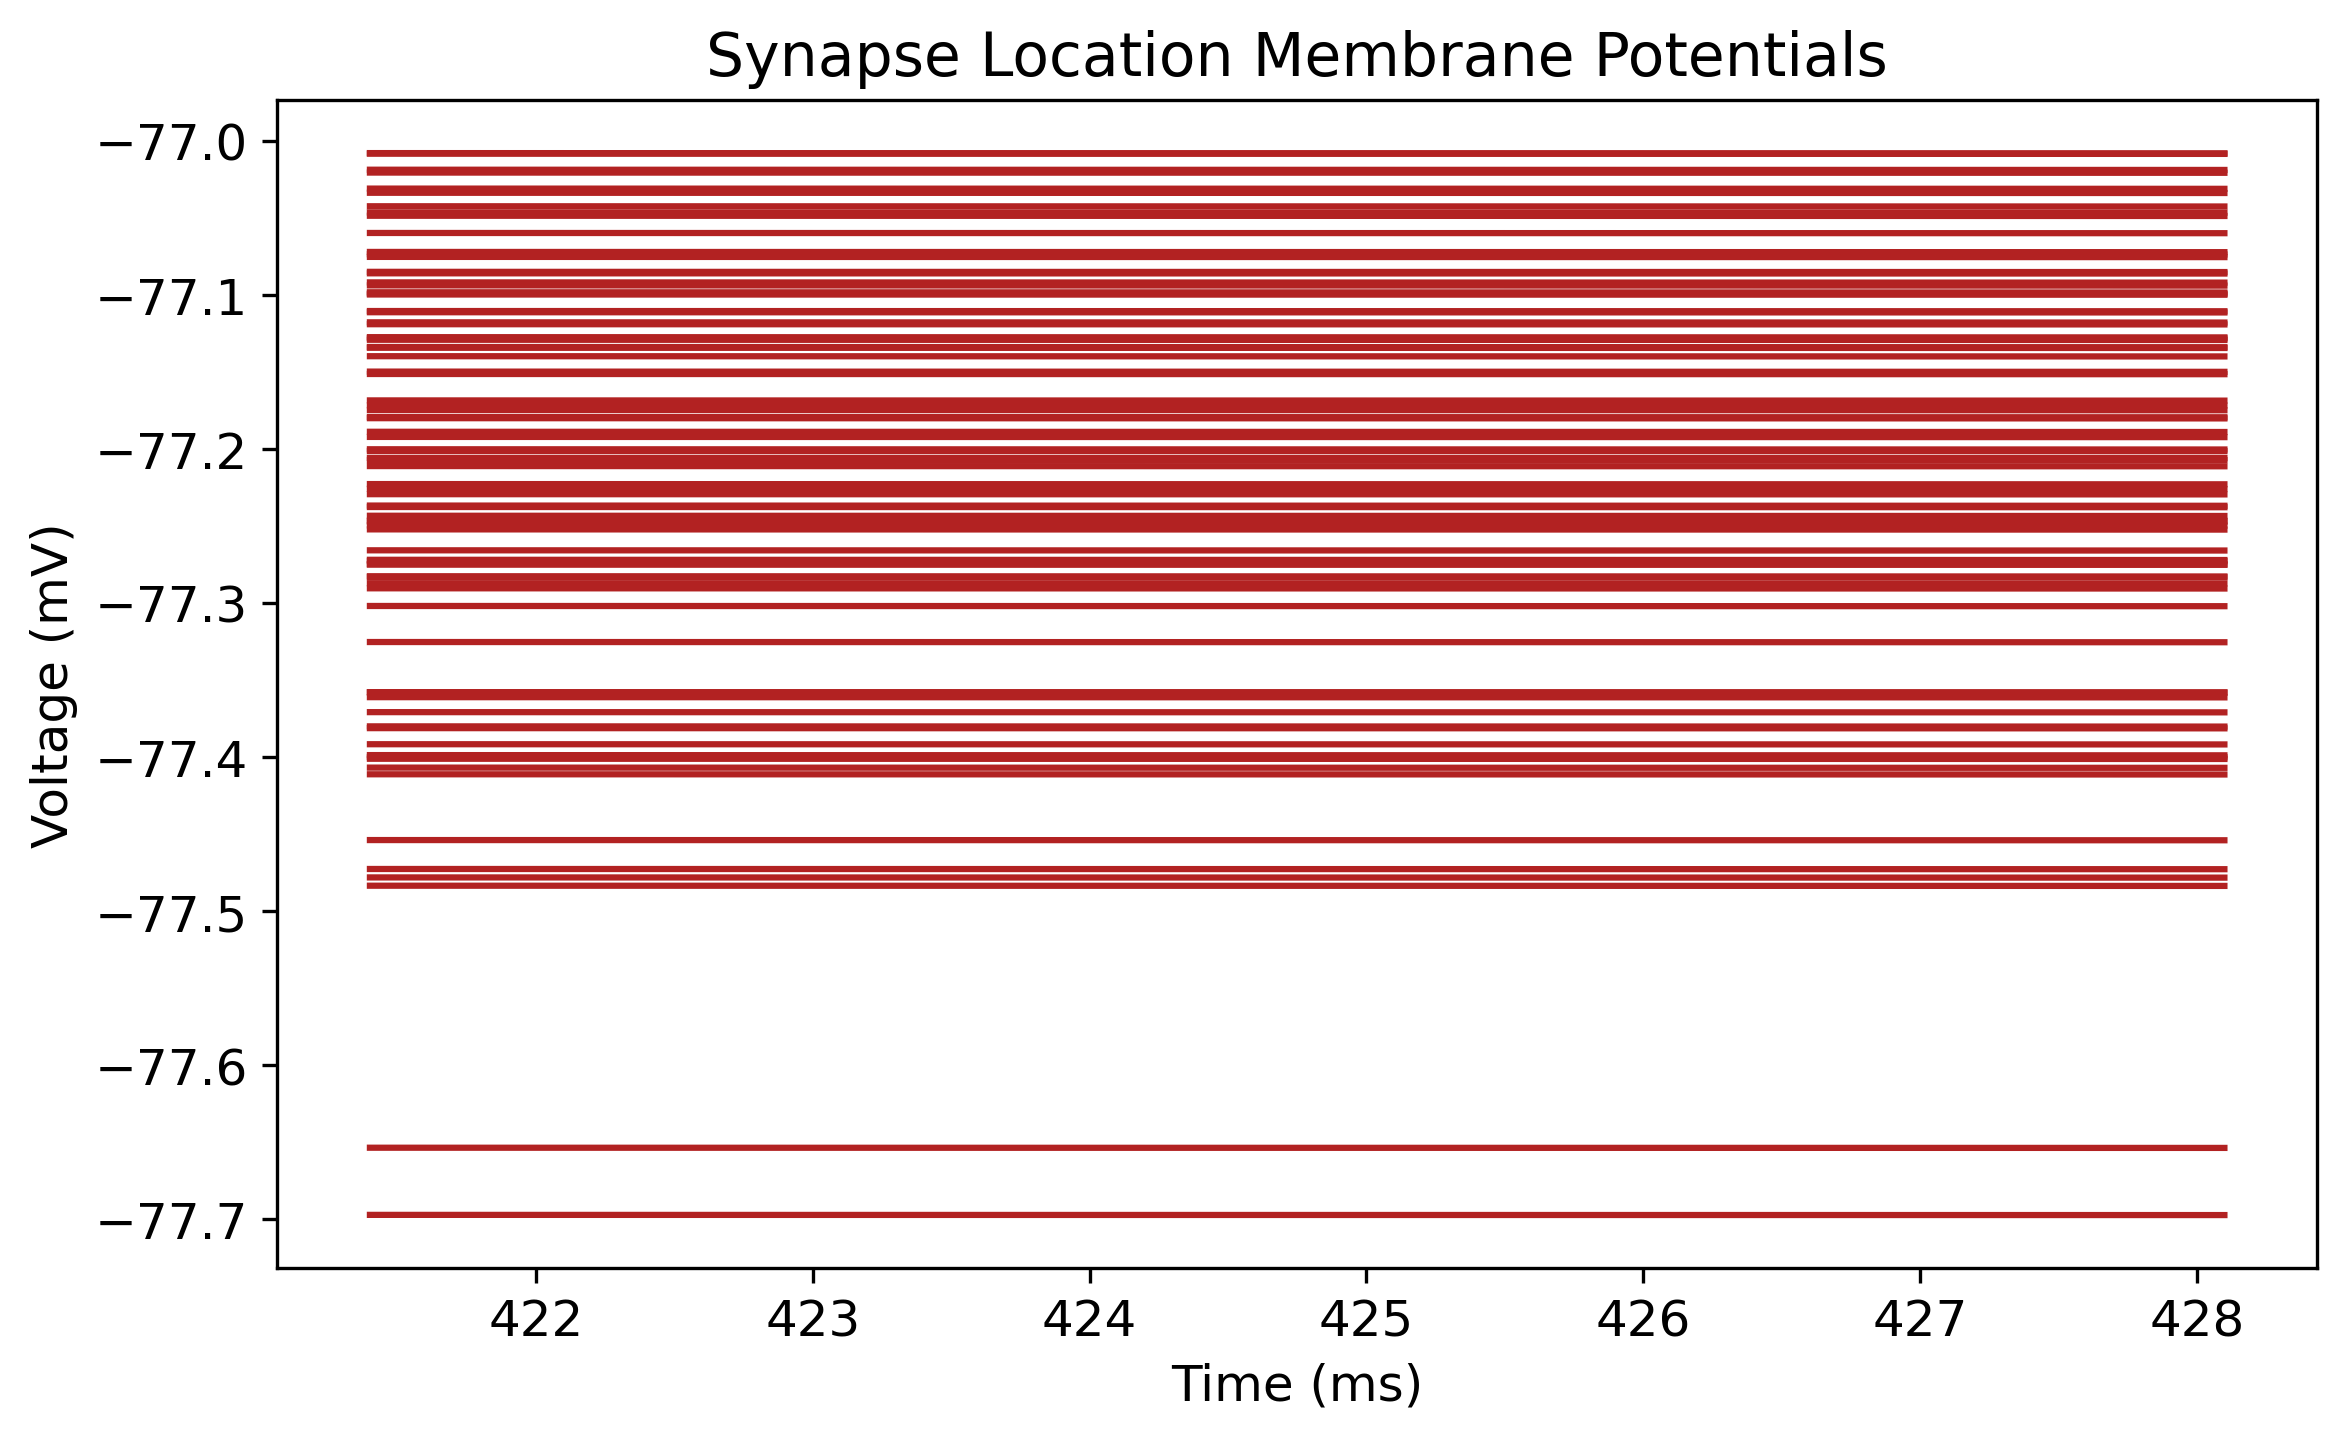 Synapse Location Membrane Potentials
Voltage (mV)
−77.0
−77.1
−77.2
−77.3
−77.4
−77.5
−77.6
−77.7
422 423 424 425 426 427 428
Time (ms)